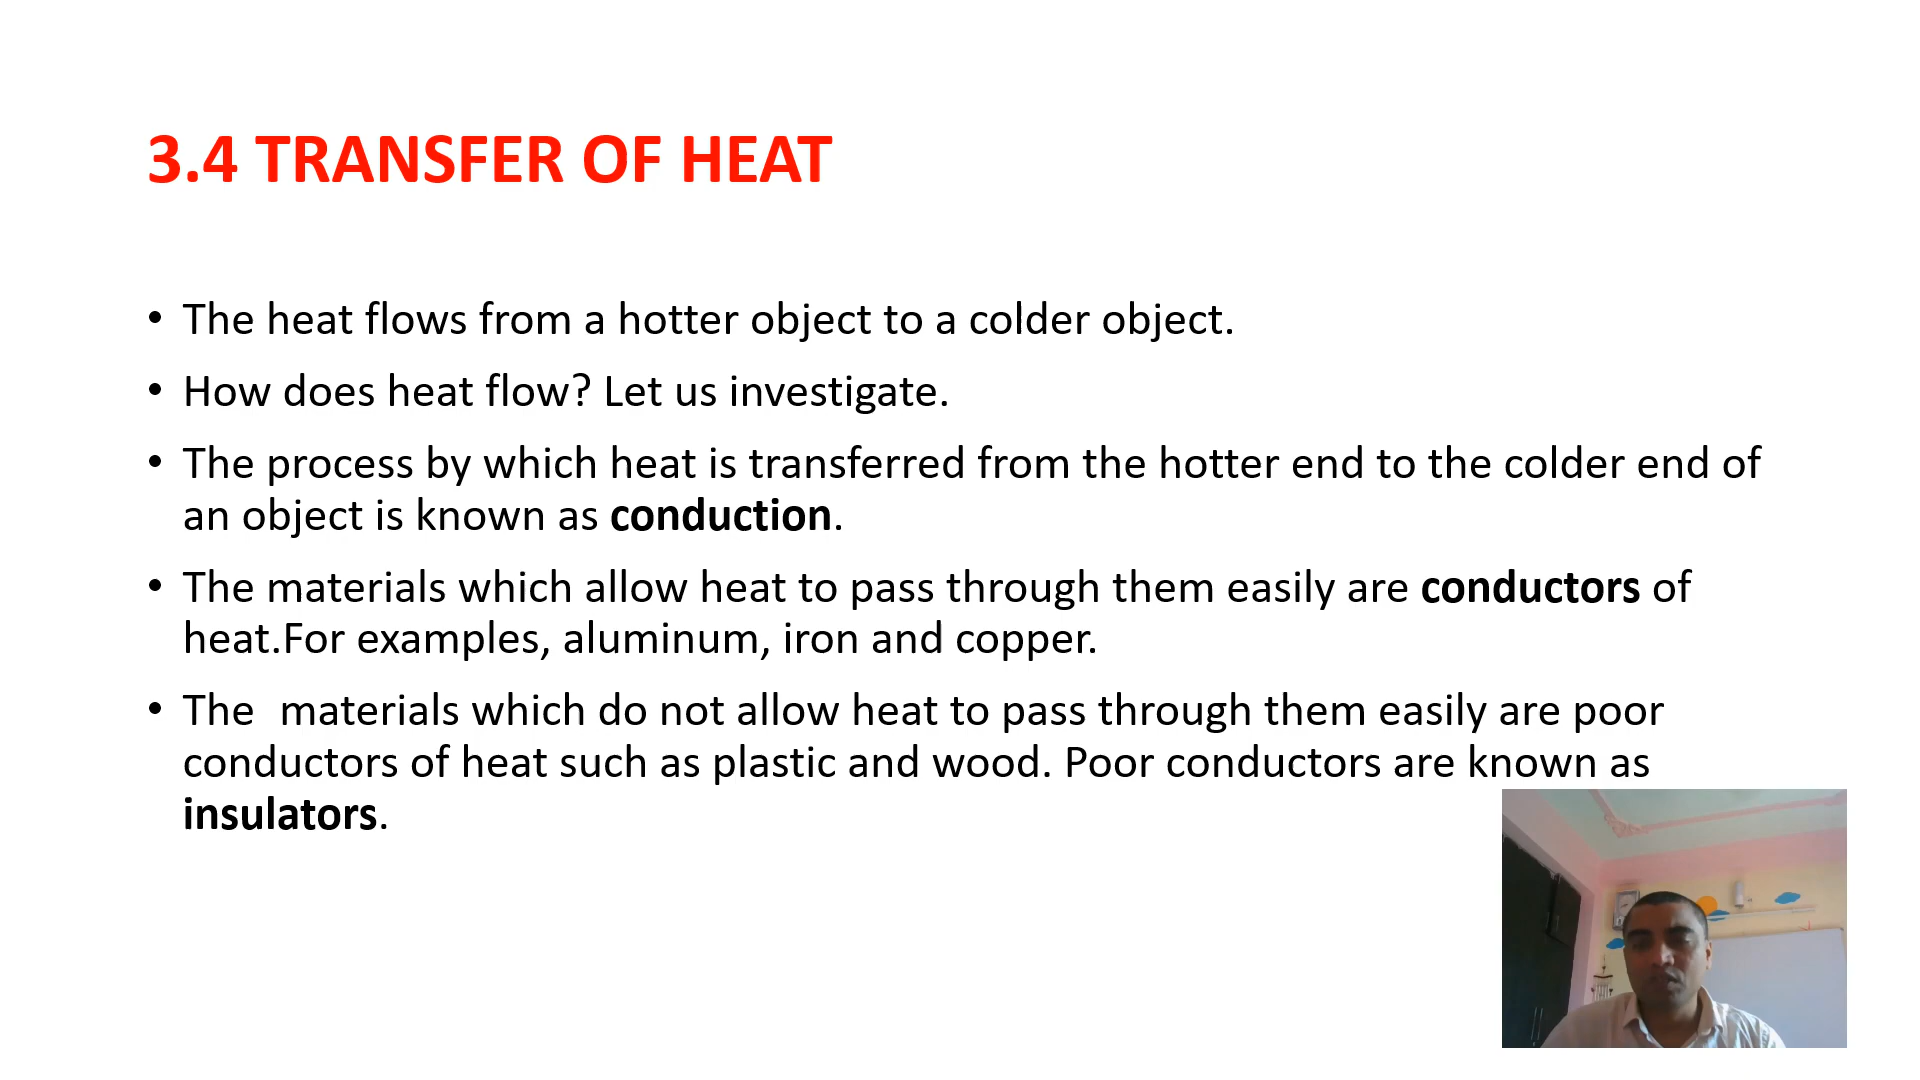 3.4 TRANSFER OF HEAT
• The heat flows from a hotter object to a colder object.
• How does heat flow? Let us investigate.
• The process by which heat is transferred from the hotter end to the colder end of
an object is known as conduction.
• The materials which allow heat to pass through them easily are conductors of
heat.For examples, aluminum, iron and copper.
• The  materials which do not allow heat to pass through them easily are poor
conductors of heat such as plastic and wood. Poor conductors are known as
insulators.